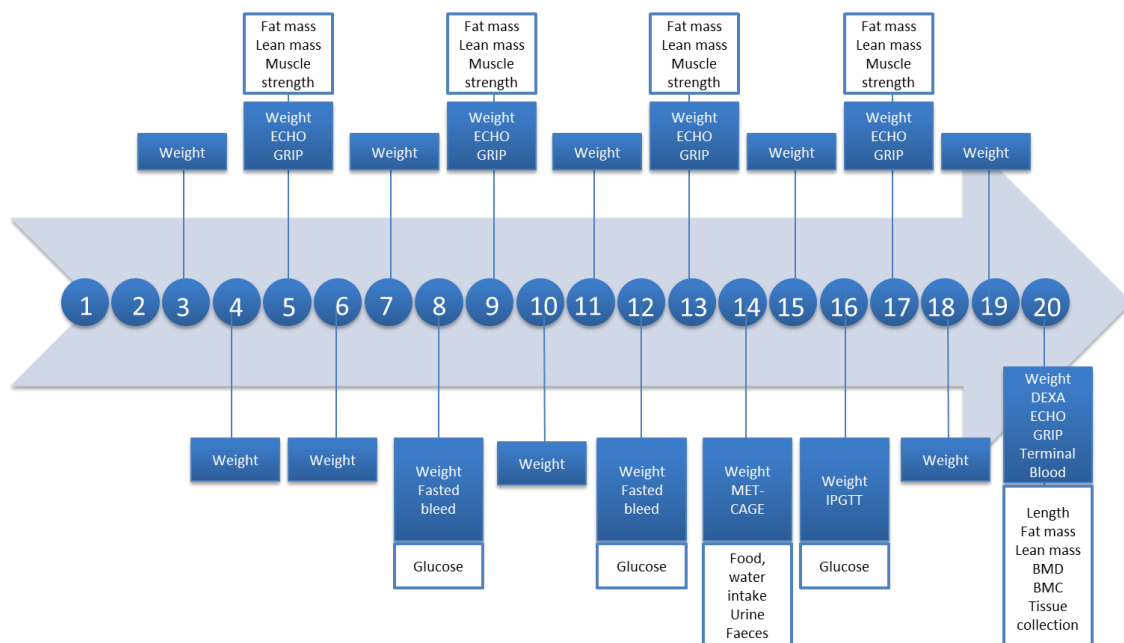 Fat mass
Lean mass
Muscle
strength
Fat mass
Lean mass
Muscle
strength
Fat mass
Lean mass
Muscle
strength
Fat mass
Lean mass
Muscle
strength
Weight
Weight
ECHO
GRIP
Weight
Weight
ECHO
GRIP
Weight
Weight
ECHO
GRIP
Weight
Weight
ECHO
GRIP
Weight
1 2 3 4 5 6 7 8 9 10 11 12 13 14 15 16 17 18 19 20
Weight
Weight
Weight
Fasted
bleed
Glucose
Weight
Weight
Fasted
bleed
Glucose
Weight
MET-
CAGE
Food,
water
intake
Urine
Faeces
Weight
IPGTT
Glucose
Weight
Weight
DEXA
ECHO
GRIP
Terminal
Blood
Length
Fat mass
Lean mass
BMD
BMC
Tissue
collection